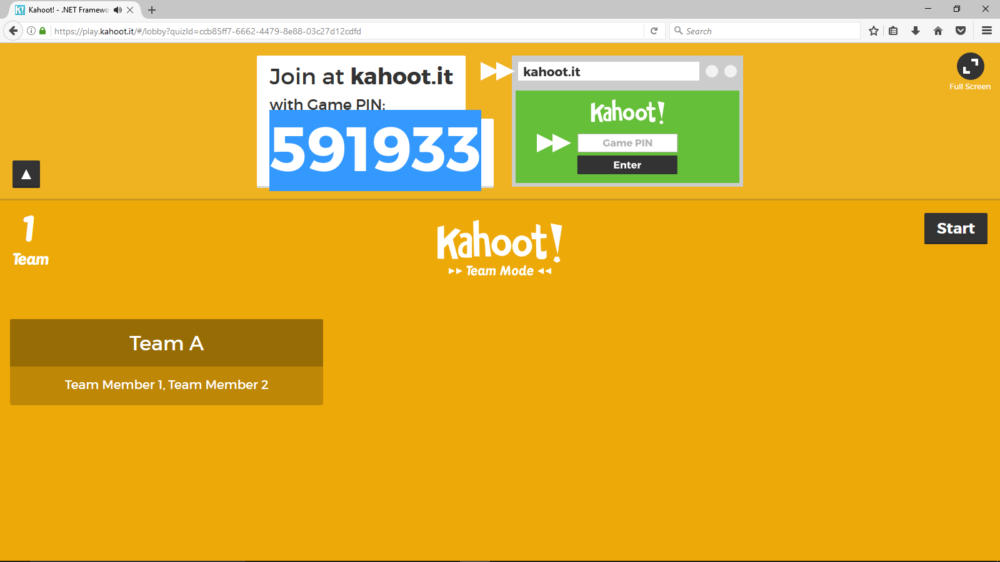 Kahoot! - .NET Framewo
https://play.kahoot.it/#/lobby?quizId=ccb85ff7-6662-4479-8e88-03c27d12cdfd
Search
Join at kahoot.it
with Game PIN:
591933
kahoot.it
Kahoot!
Game PIN
Enter
Full Screen
1
Team
Kahoot!
Team Mode
Start
Team A
Team Member 1, Team Member 2